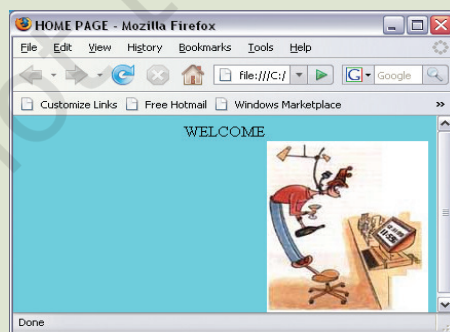 HOME PAGE - Mozilla Firefox
File Edit View History Bookmarks Tools Help
file:///C:/ G Google
Customize Links Free Hotmail Windows Marketplace »
WELCOME
Done